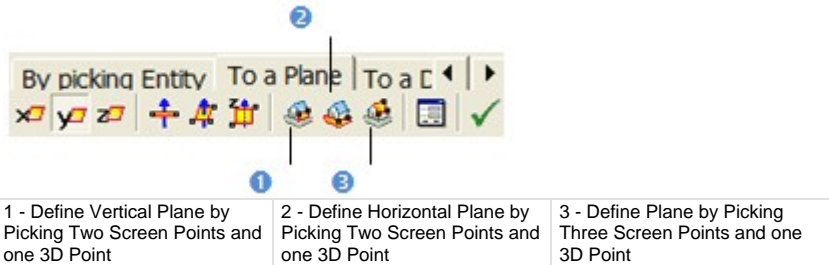 2
By picking Entity To a Plane To a D
x y z z
1 3
1 - Define Vertical Plane by
Picking Two Screen Points and
one 3D Point
2 - Define Horizontal Plane by
Picking Two Screen Points and
one 3D Point
3 - Define Plane by Picking
Three Screen Points and one
3D Point